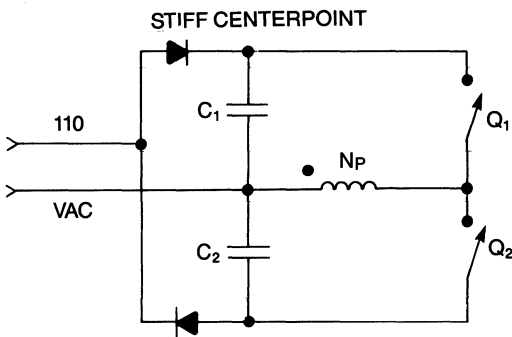 STIFF CENTERPOINT
110
C1
Q1
NP
VAC
C2
Q2